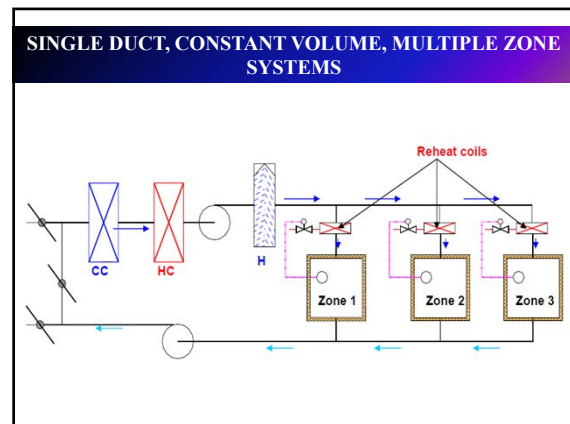 SINGLE DUCT, CONSTANT VOLUME, MULTIPLE ZONE
SYSTEMS
Reheat coils
CC
HC
H
Zone 1
Zone 2
Zone 3